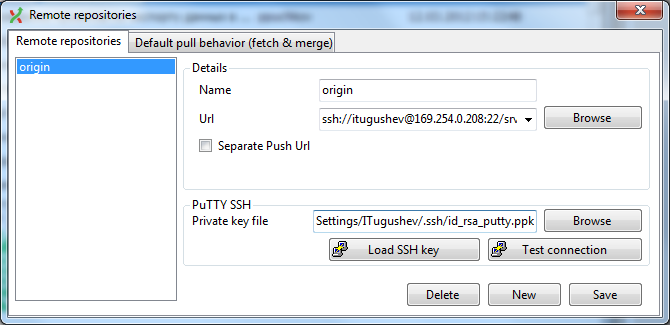 Remote repositories
Remote repositories
Default pull behavior (fetch & merge)
origin
Details
Name
origin
Url
ssh://itugushev@169.254.0.208:22/srv
Browse
Separate Push Url
PuTTY SSH
Private key file
Settings/ITugushev/.ssh/id_rsa_putty.ppk
Browse
Load SSH key
Test connection
Delete
New
Save